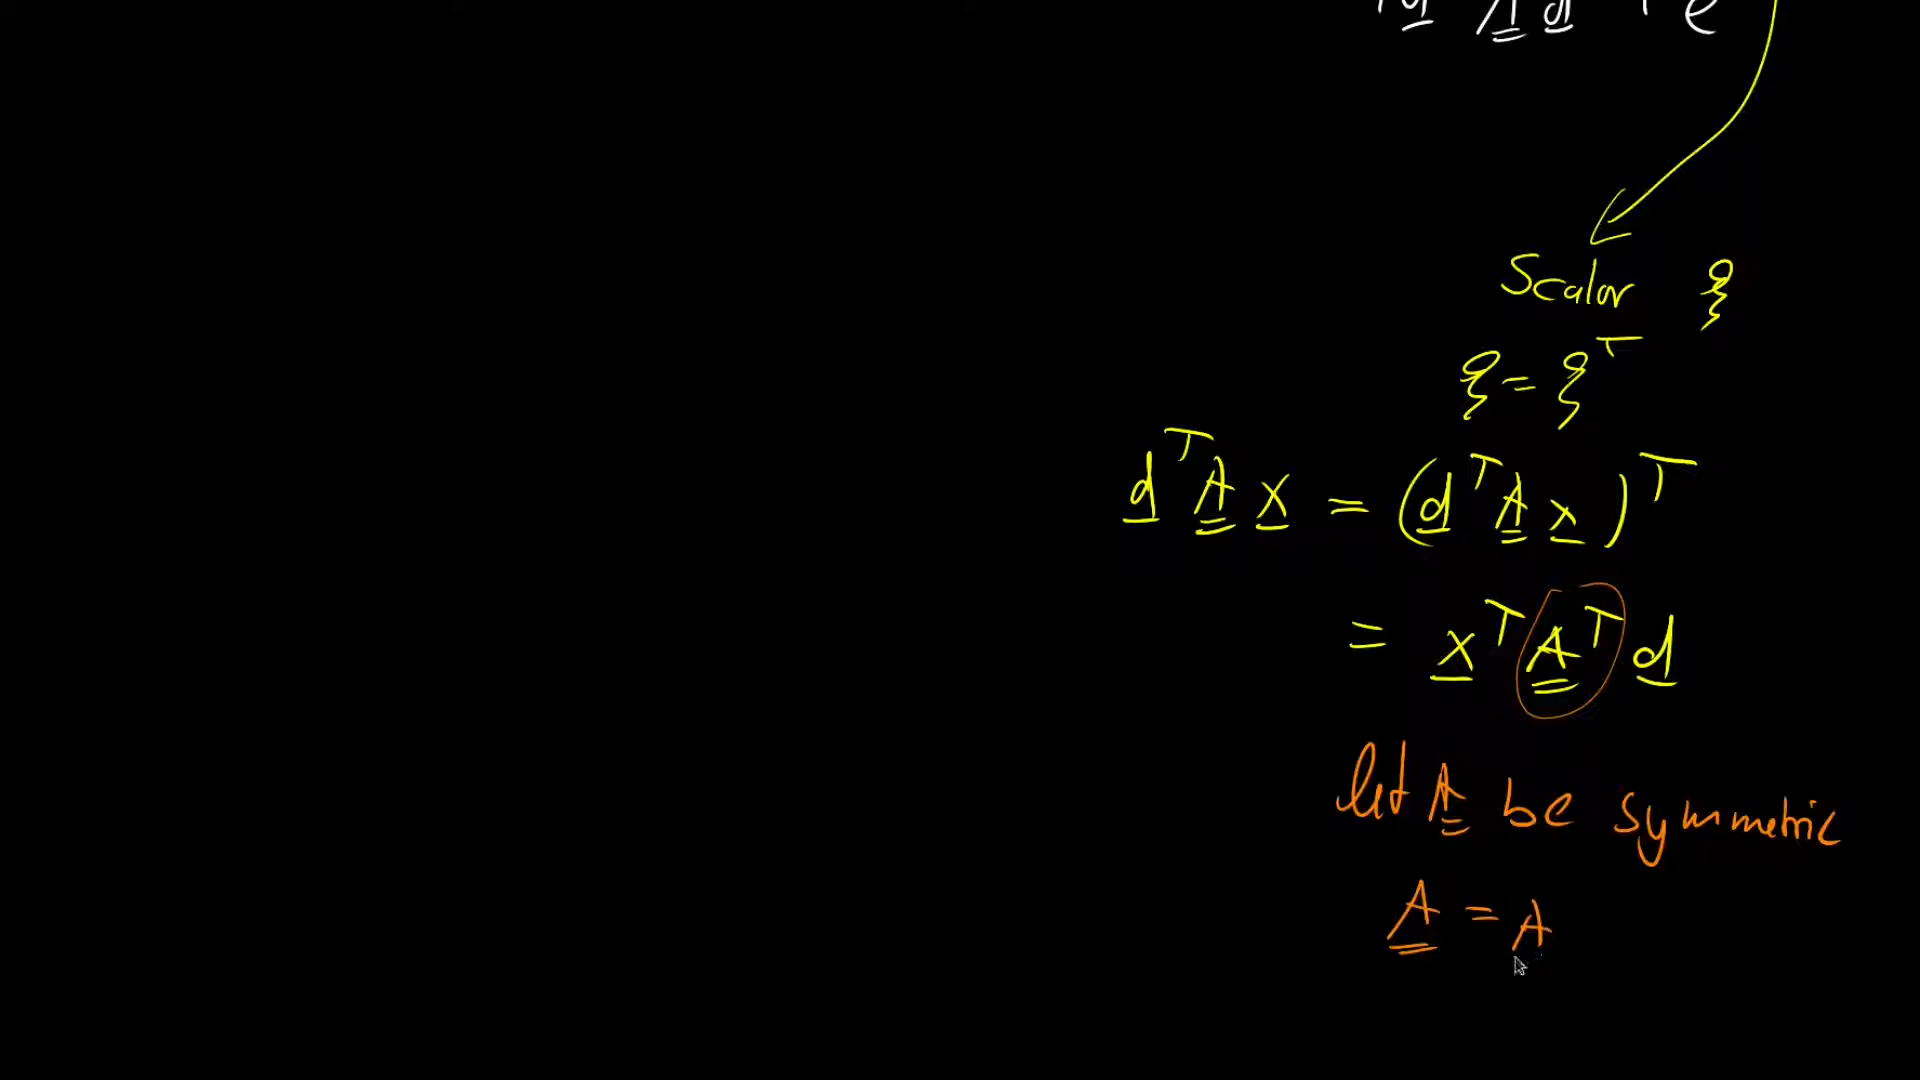 + d^T A d + e
Scalar ξ
ξ = ξ^T
d^T A x = (d^T A x)^T
= x^T A^T d
let A be symmetric
A = A